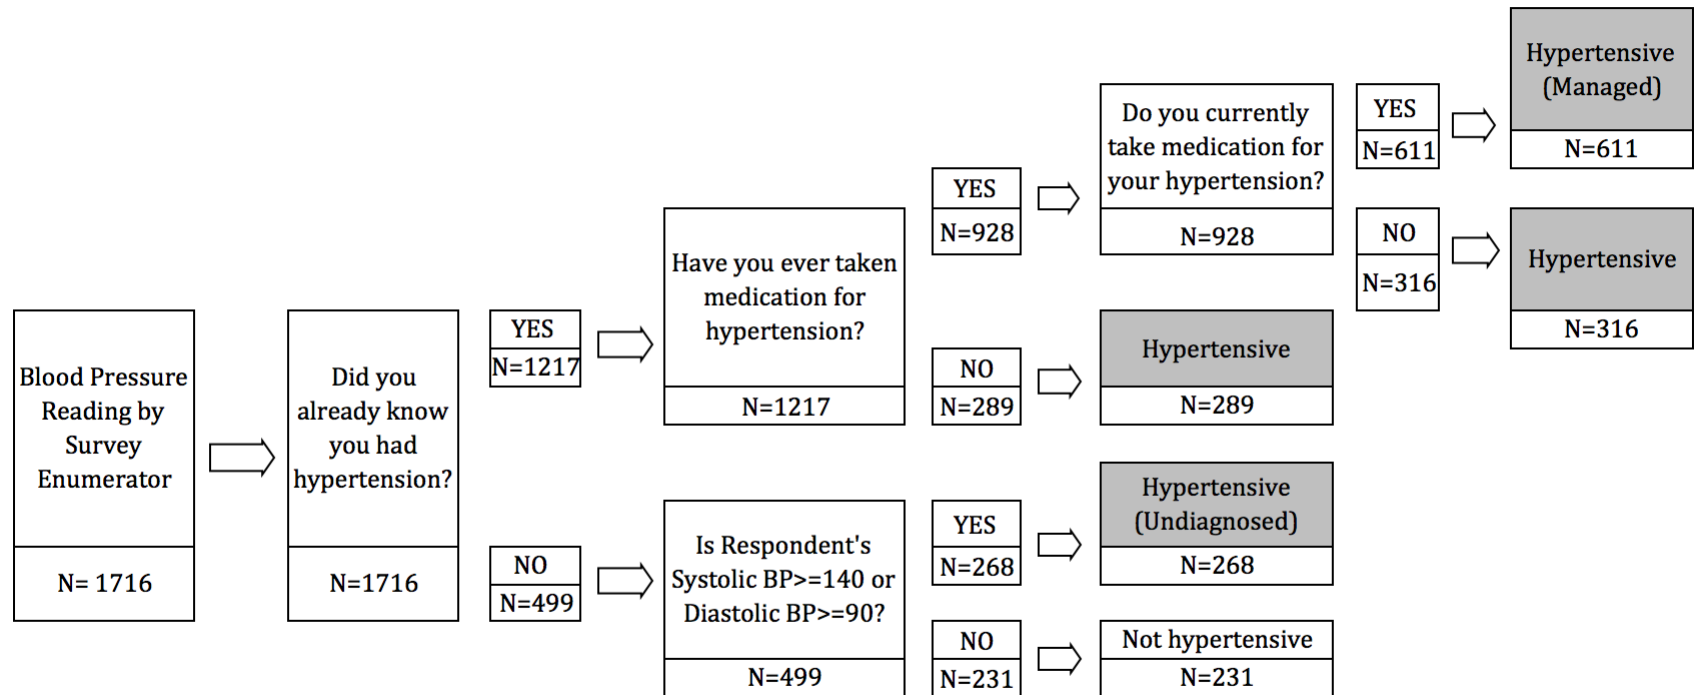 Blood Pressure
Reading by
Survey
Enumerator
N= 1716
Did you
already know
you had
hypertension?
N=1716
YES
N=1217
NO
N=499
Have you ever taken
medication for
hypertension?
N=1217
Is Respondent's
Systolic BP>=140 or
Diastolic BP>=90?
N=499
YES
N=928
NO
N=289
YES
N=268
NO
N=231
Do you currently
take medication for
your hypertension?
N=928
Hypertensive
N=289
Hypertensive
(Undiagnosed)
N=268
Not hypertensive
N=231
YES
N=611
NO
N=316
Hypertensive
(Managed)
N=611
Hypertensive
N=316